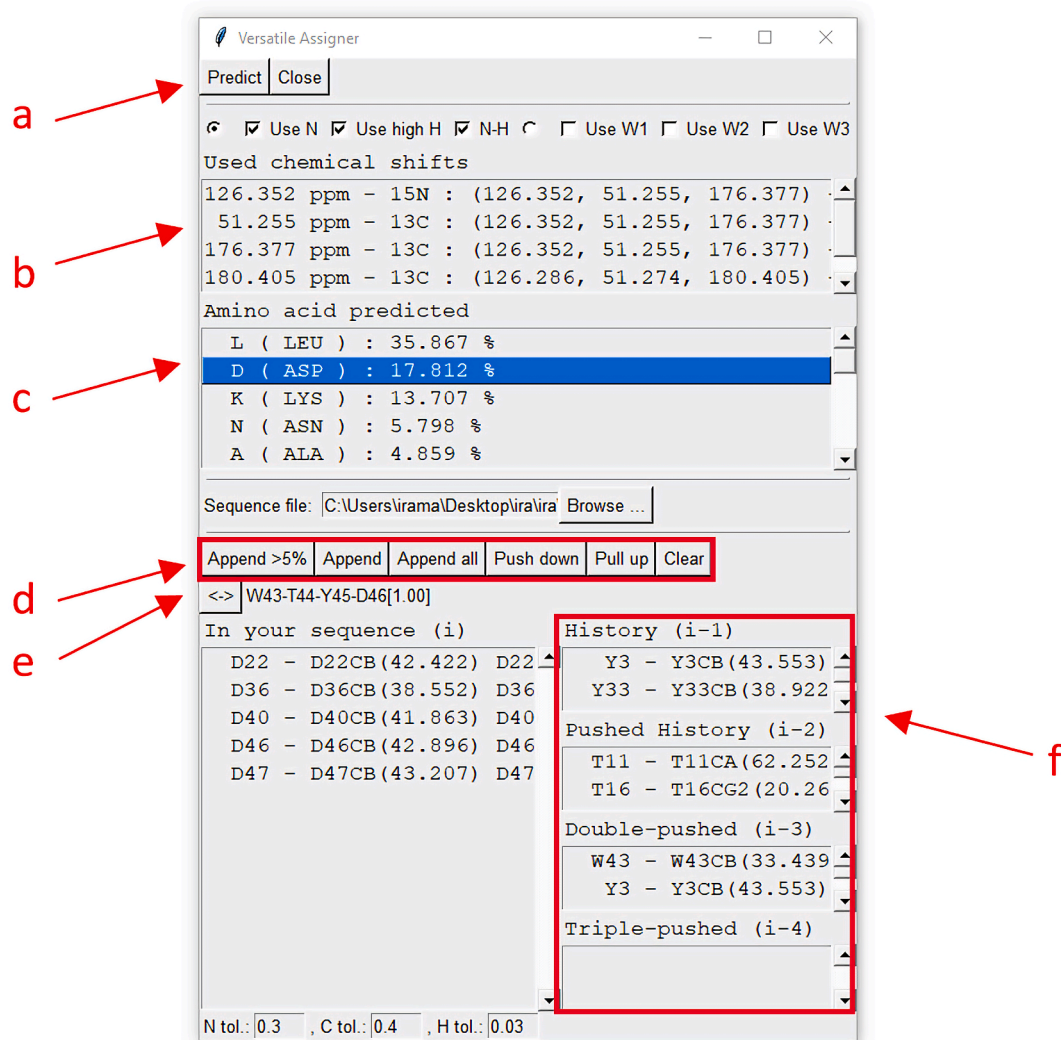 Versatile Assigner
a
Predict Close
Use N Use high H N-H Use W1 Use W2 Use W3
Used chemical shifts
b
126.352 ppm - 15N : (126.352, 51.255, 176.377) -
51.255 ppm - 13C : (126.352, 51.255, 176.377)
176.377 ppm - 13C : (126.352, 51.255, 176.377)
180.405 ppm - 13C : (126.286, 51.274, 180.405) -
Amino acid predicted
c
L ( LEU ) : 35.867 %
D ( ASP ) : 17.812 %
K ( LYS ) : 13.707 %
N ( ASN ) : 5.798 %
A ( ALA ) : 4.859 %
Sequence file: C:\Users\irama\Desktop\ira\ira\ Browse ...
d
Append >5% Append Append all Push down Pull up Clear
e
<-> W43-T44-Y45-D46[1.00]
In your sequence (i)
D22 - D22CB(42.422) D22
D36 - D36CB(38.552) D36
D40 - D40CB(41.863) D40
D46 - D46CB(42.896) D46
D47 - D47CB(43.207) D47
f
History (i-1)
Y3 - Y3CB(43.553)
Y33 - Y33CB(38.922
Pushed History (i-2)
T11 - T11CA(62.252
T16 - T16CG2(20.26
Double-pushed (i-3)
W43 - W43CB(33.439
Y3 - Y3CB(43.553)
Triple-pushed (i-4)
N tol.: 0.3 , C tol.: 0.4 , H tol.: 0.03